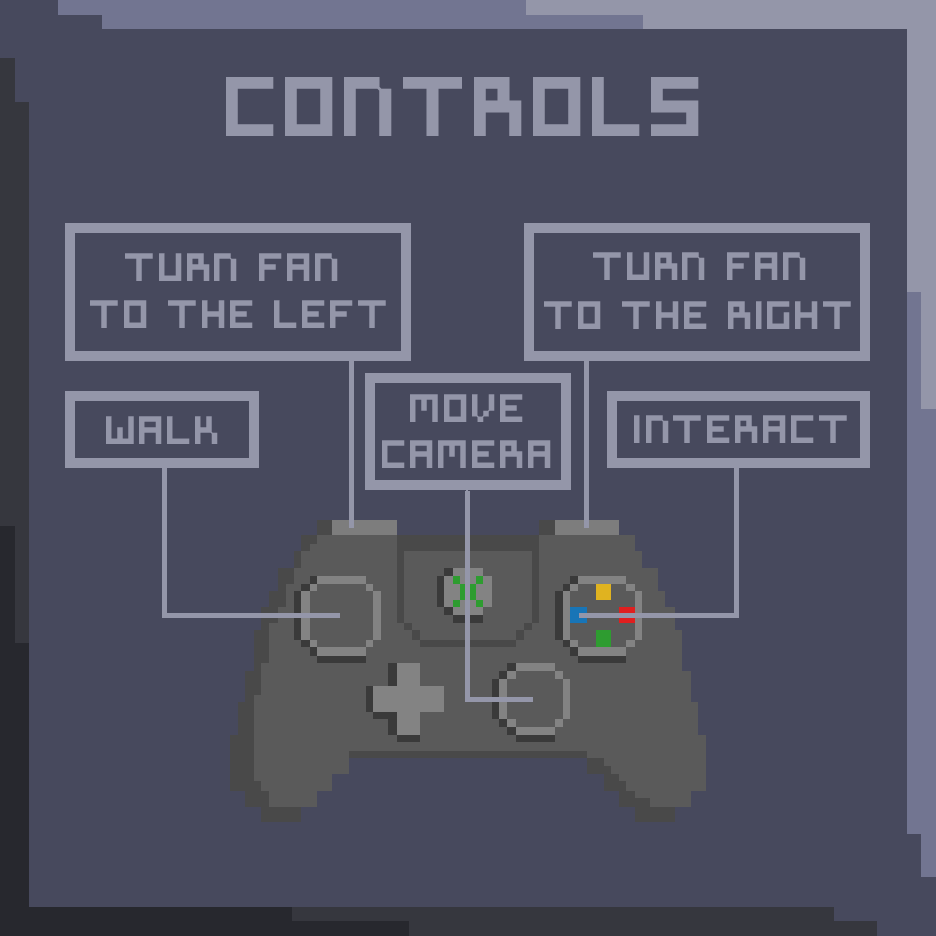 CONTROLS
TURN FAN
TO THE LEFT
TURN FAN
TO THE RIGHT
WALK
MOVE
CAMERA
INTERACT